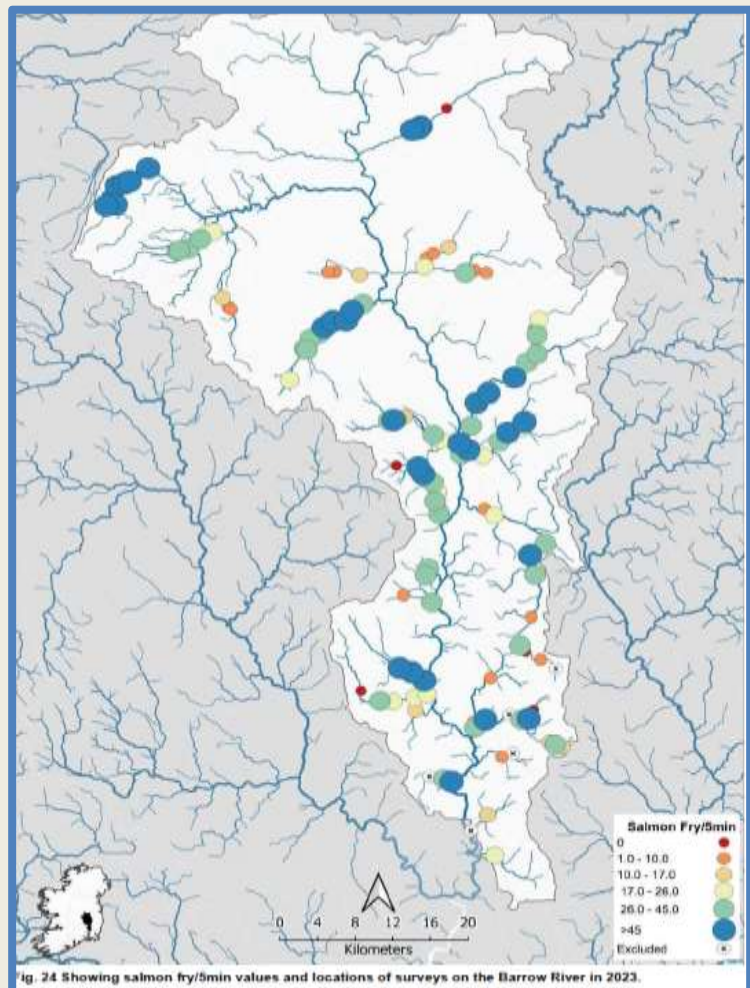 Salmon Fry/5min
0
1.0 - 10.0
10.0 - 17.0
17.0 - 26.0
26.0 - 45.0
>45
Excluded
0 4 8 12 16 20
Kilometers
Fig. 24 Showing salmon fry/5min values and locations of surveys on the Barrow River in 2023.